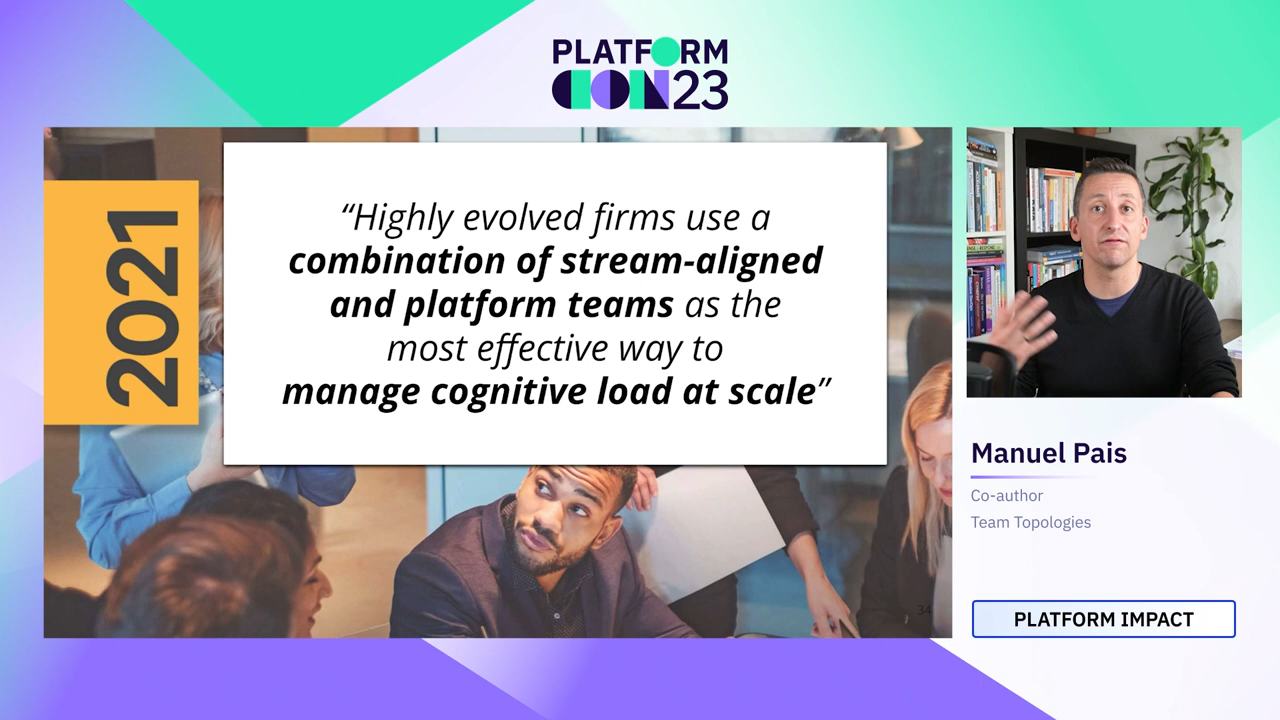 PLATFORM
CON23
2021
“Highly evolved firms use a
combination of stream-aligned
and platform teams as the
most effective way to
manage cognitive load at scale”
34
Manuel Pais
Co-author
Team Topologies
PLATFORM IMPACT